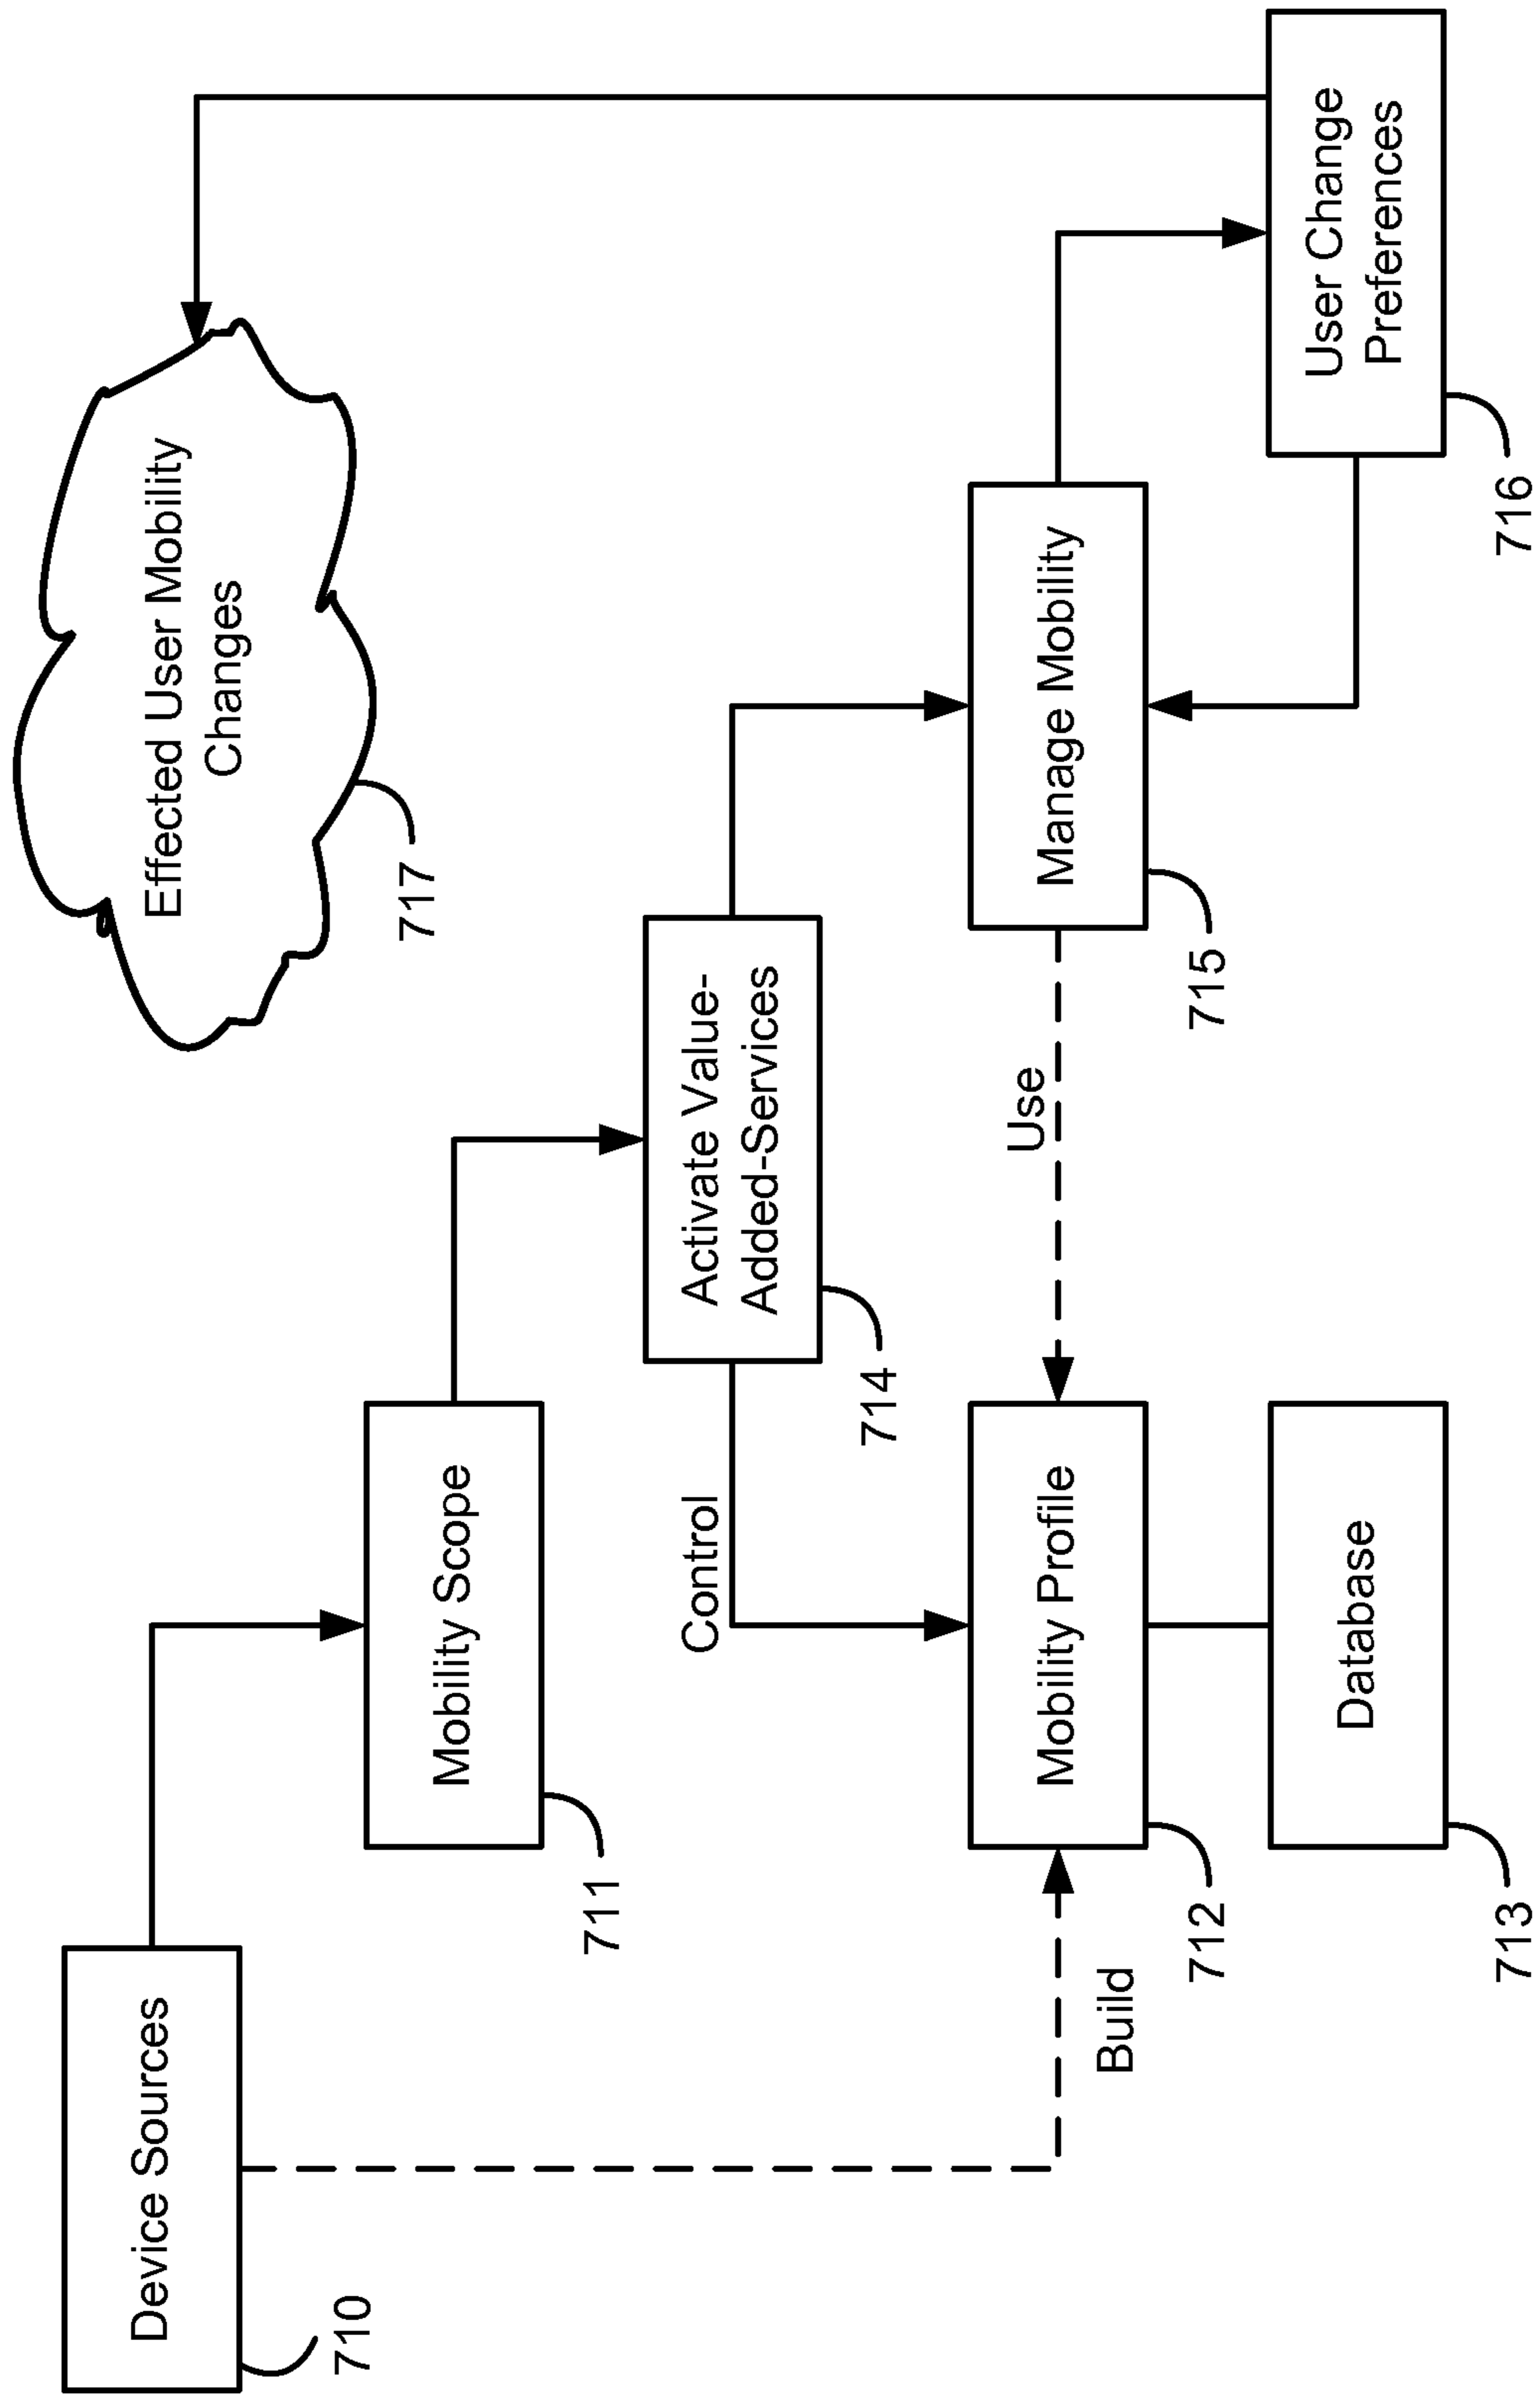 Effected User Mobility
Changes
717
Device Sources
710
Mobility Scope
711
Activate Value-
Added-Services
714
Control
Mobility Profile
712
Build
Use
Manage Mobility
715
Database
713
User Change
Preferences
716